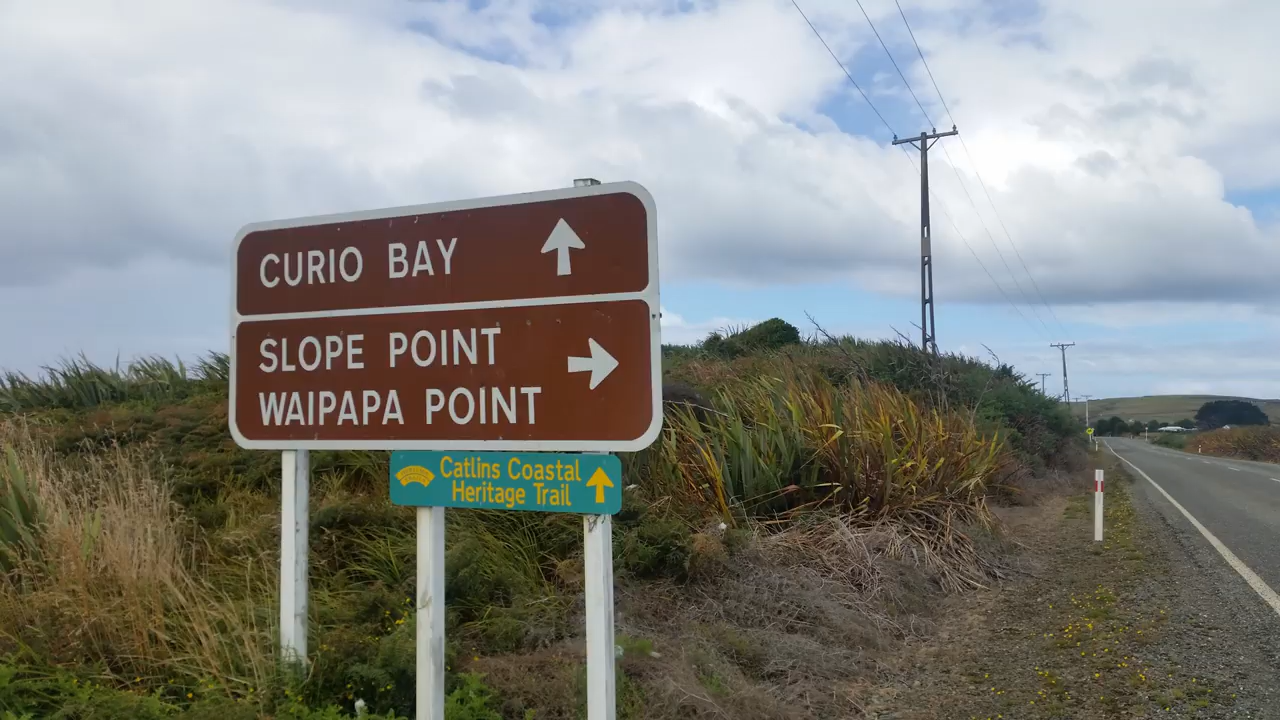 CURIO BAY
SLOPE POINT
WAIPAPA POINT
Catlins Coastal
Heritage Trail